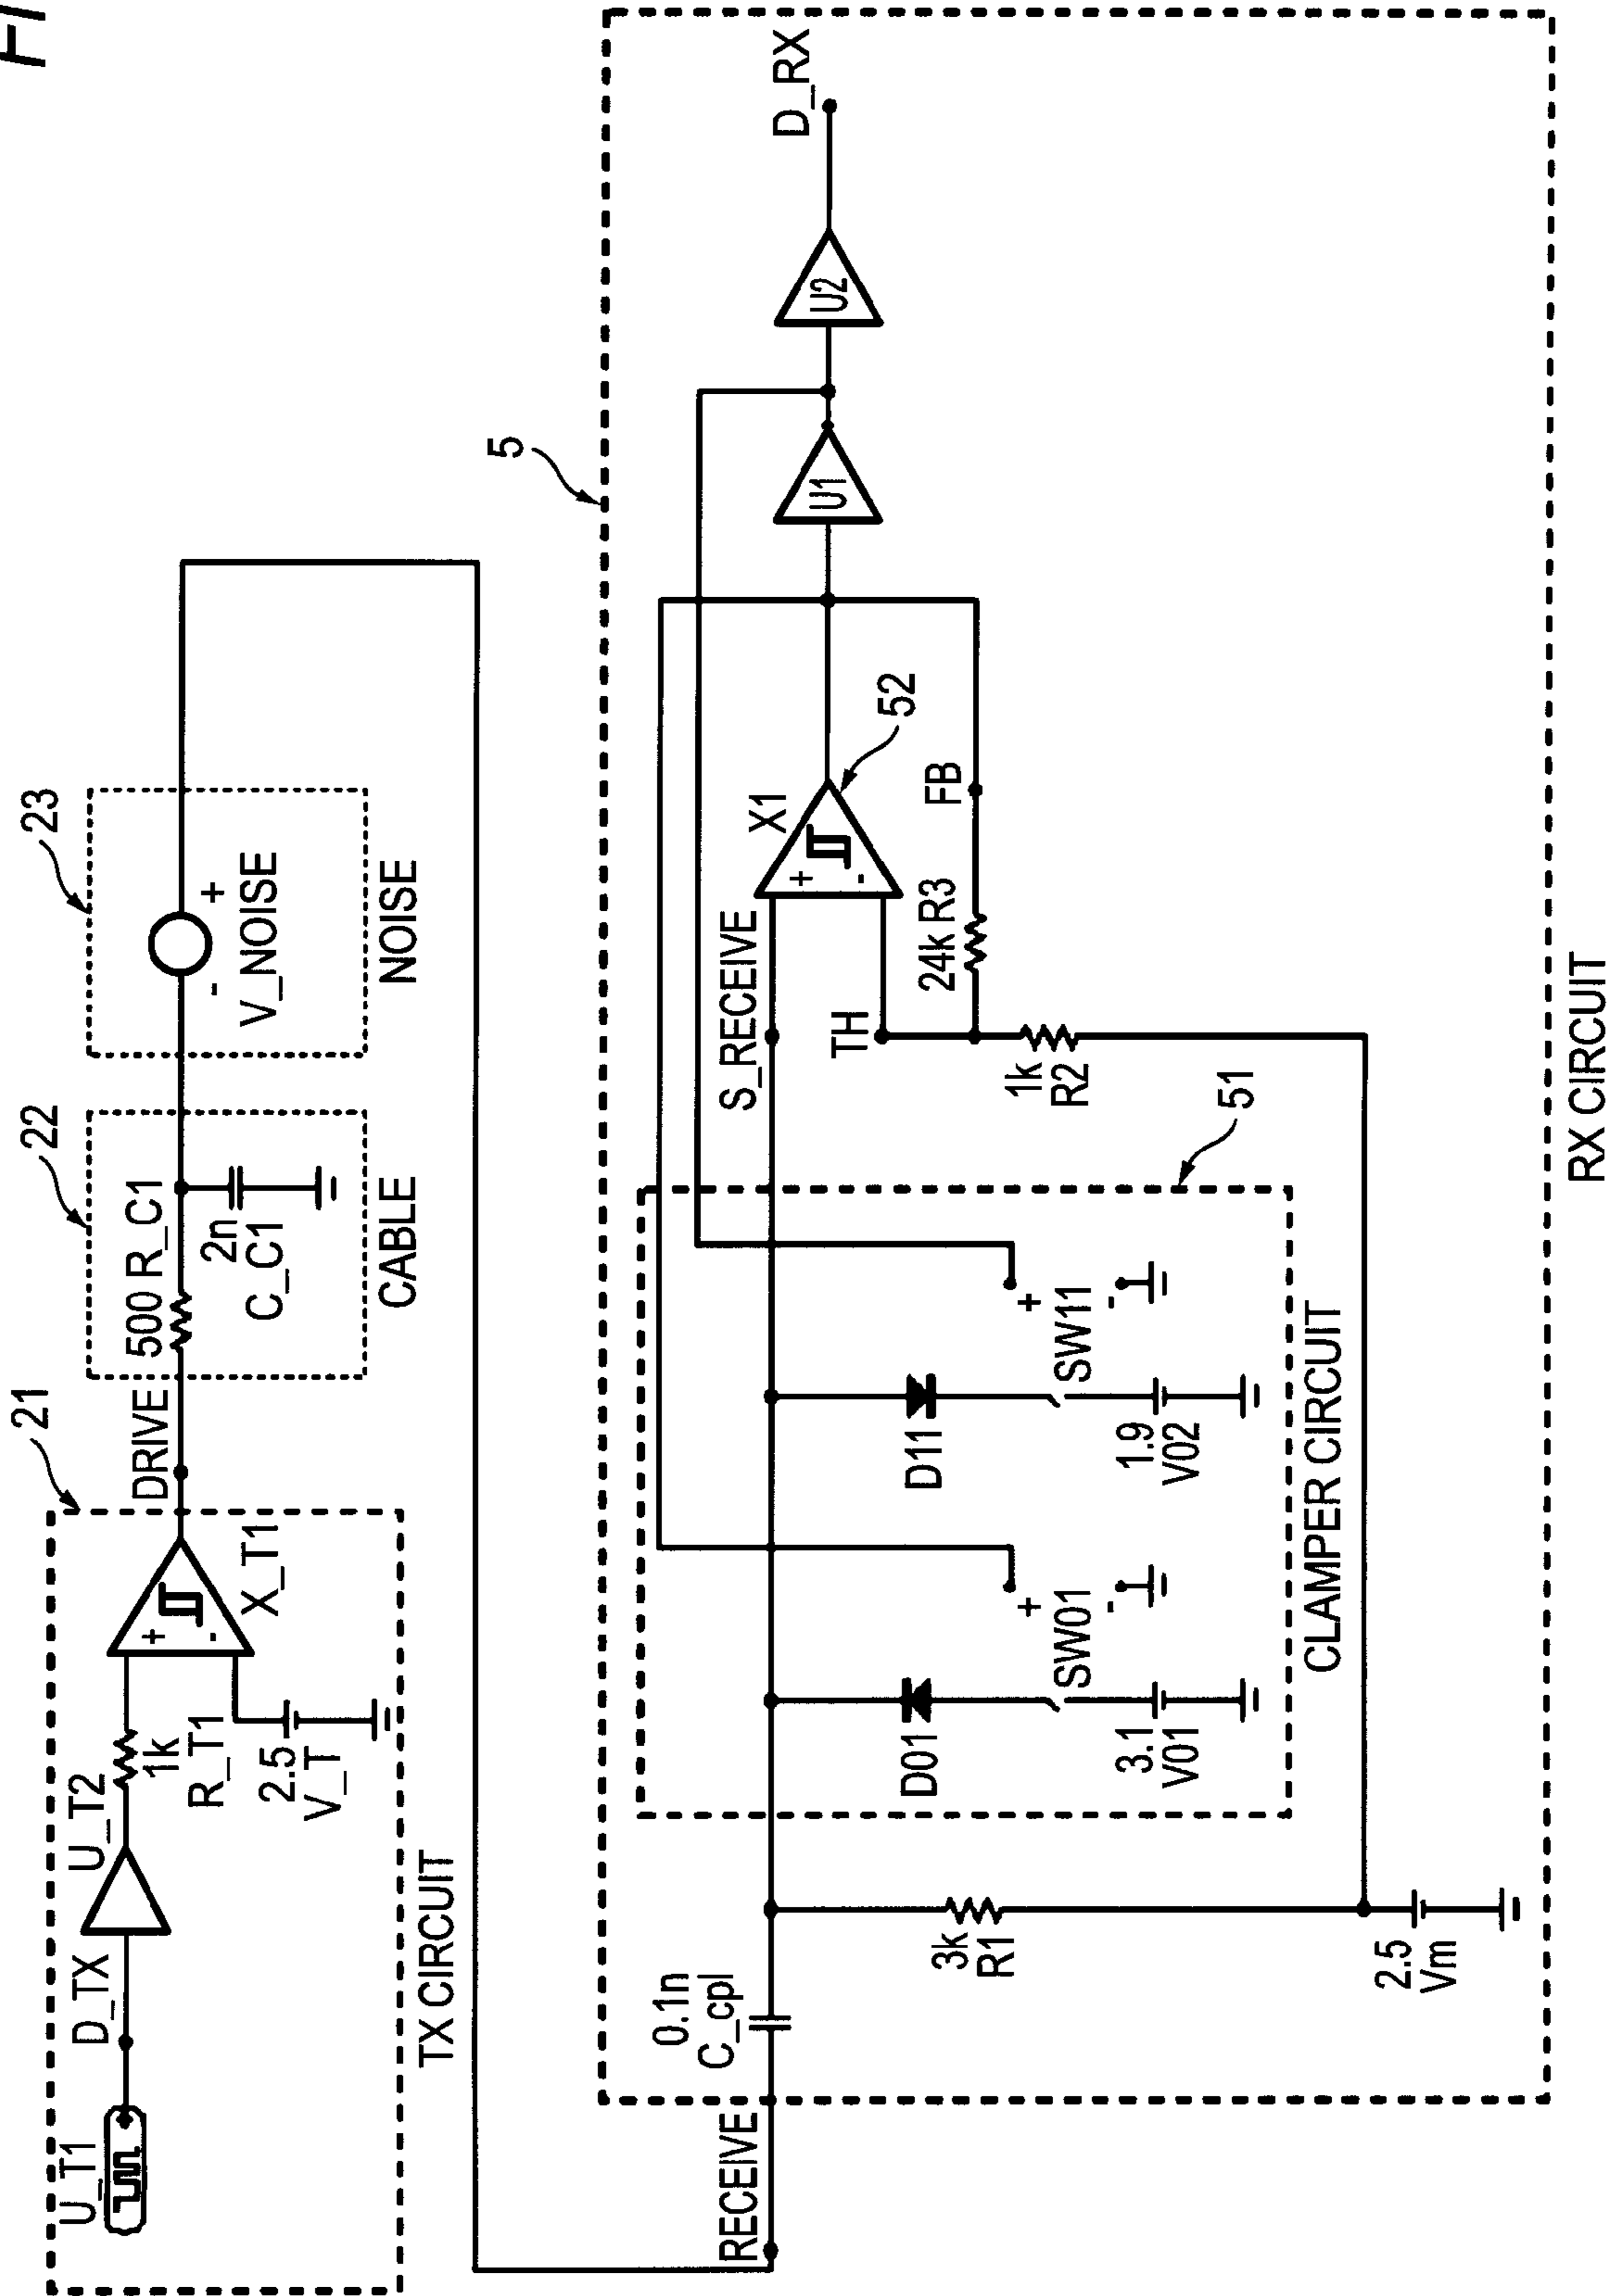 FI
21
U_T1
D_TX
U_T2
1k
R_T1
2.5
V_T
+
-
X_T1
TX CIRCUIT
DRIVE
22
500 R_C1
2n
C_C1
CABLE
23
-
+
V_NOISE
NOISE
5
RECEIVE
0.1n
C_cpl
3k
R1
2.5
Vm
51
D01
+
-
SW01
3.1
V01
D11
+
-
SW11
1.9
V02
CLAMPER CIRCUIT
S_RECEIVE
TH
1k
R2
24k R3
FB
X1
+
-
52
U1
U2
D_RX
RX CIRCUIT